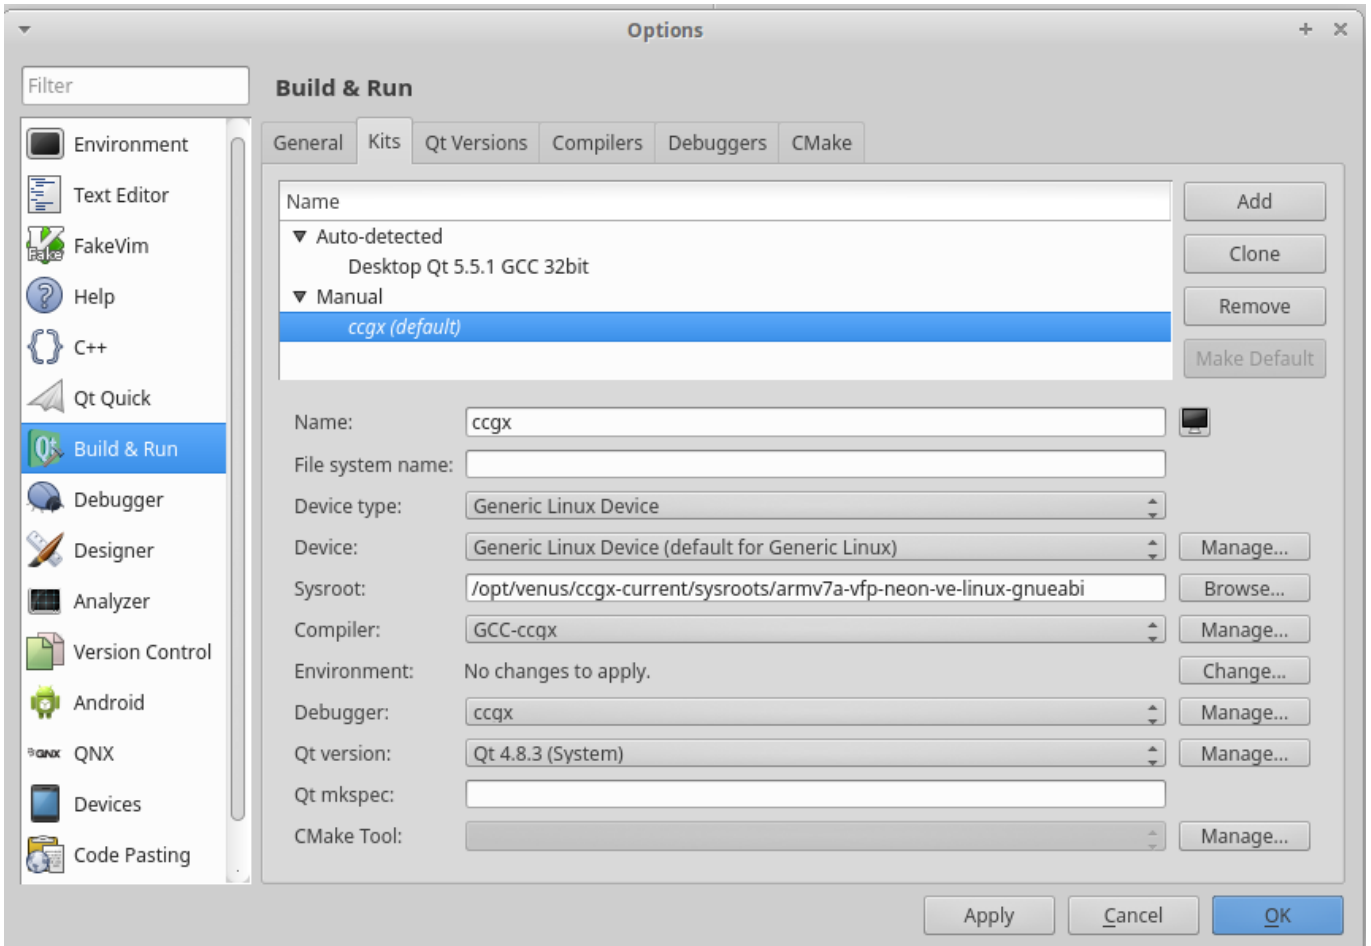 Options
Filter
Build & Run
Environment
Text Editor
Fake
FakeVim
Help
C++
Qt Quick
Qt
Build & Run
Debugger
Designer
Analyzer
Version Control
Android
QNX
QNX
Devices
Code Pasting
General Kits Qt Versions Compilers Debuggers CMake
Name
Auto-detected
Desktop Qt 5.5.1 GCC 32bit
Manual
ccgx (default)
Add
Clone
Remove
Make Default
Name: ccgx
File system name:
Device type: Generic Linux Device
Device: Generic Linux Device (default for Generic Linux) Manage...
Sysroot: /opt/venus/ccgx-current/sysroots/armv7a-vfp-neon-ve-linux-gnueabi Browse...
Compiler: GCC-ccgx Manage...
Environment: No changes to apply. Change...
Debugger: ccgx Manage...
Qt version: Qt 4.8.3 (System) Manage...
Qt mkspec:
CMake Tool: Manage...
Apply Cancel OK